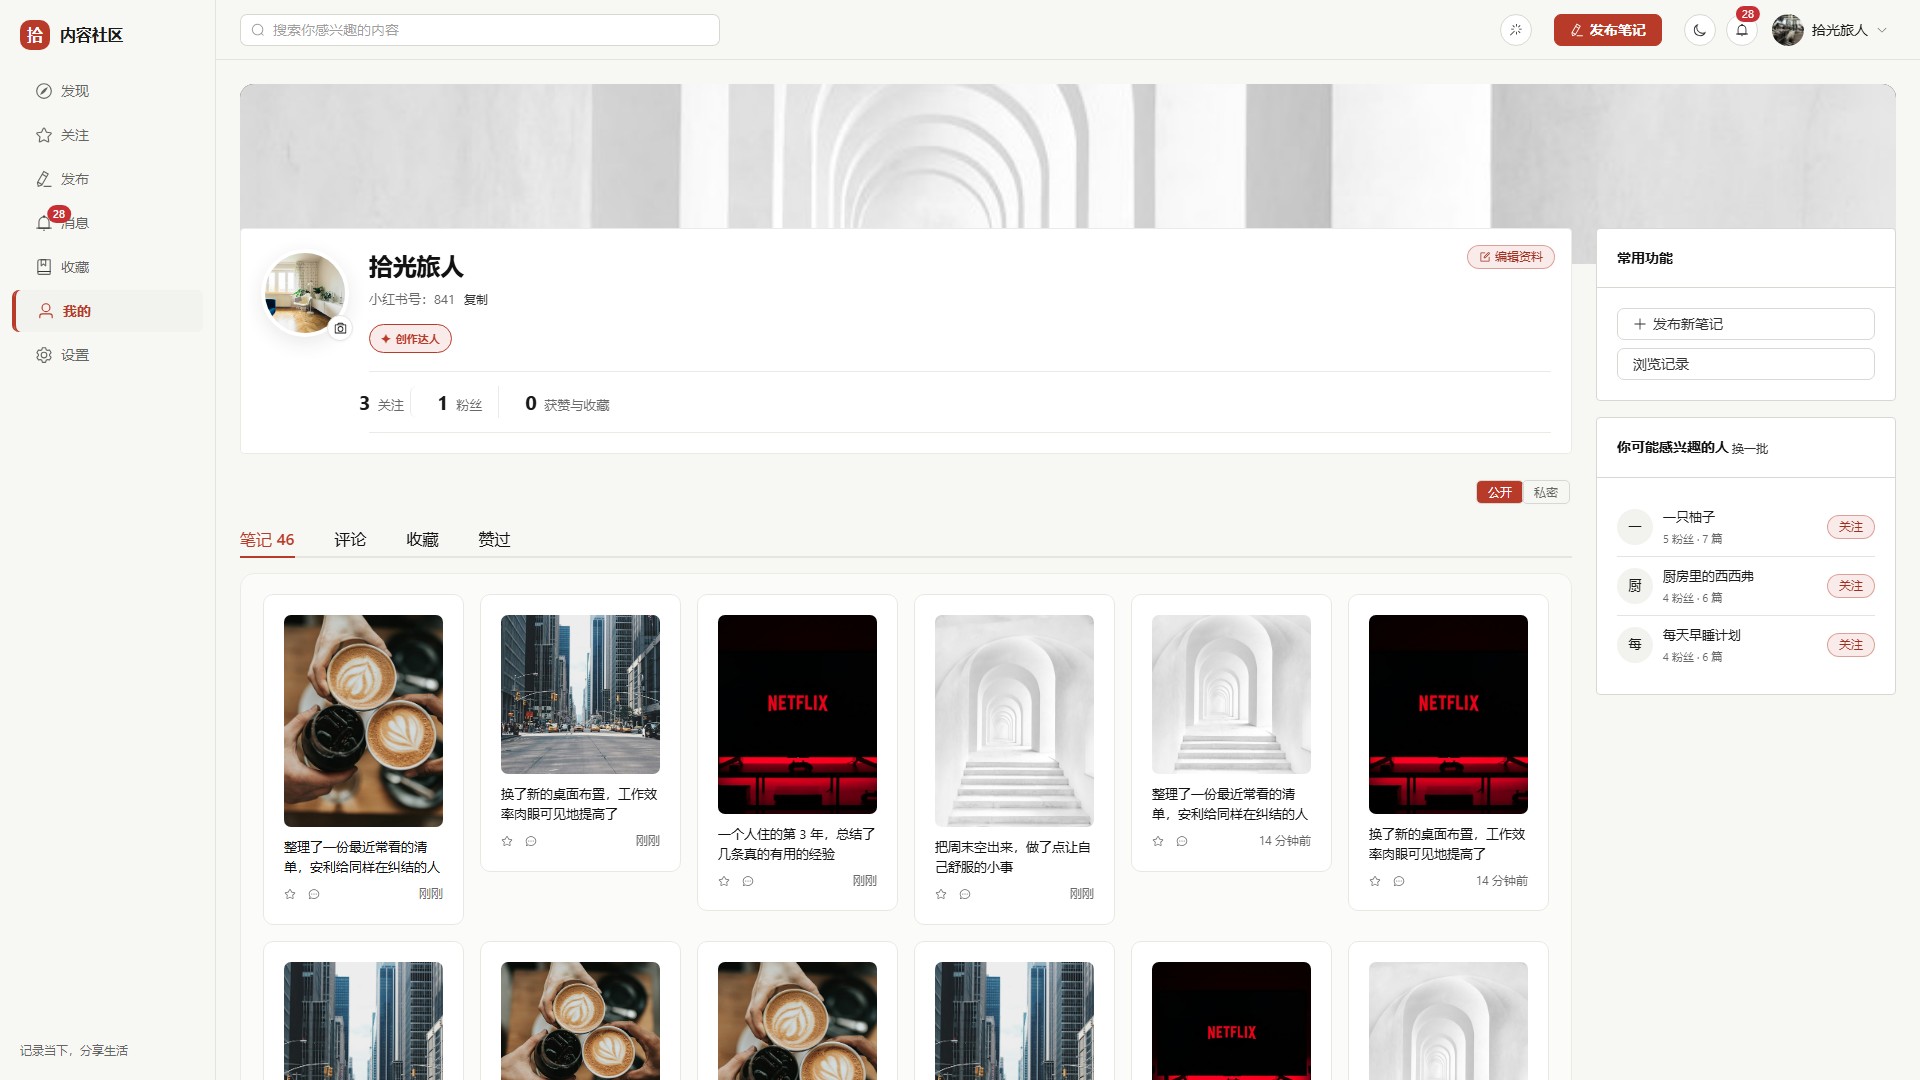 拾 内容社区
搜索你感兴趣的内容
发布笔记
28
拾光旅人
发现
关注
发布
28
消息
收藏
我的
设置
记录当下，分享生活
拾光旅人
小红书号：841 复制
创作达人
编辑资料
3 关注
1 粉丝
0 获赞与收藏
公开 私密
笔记 46 评论 收藏 赞过
整理了一份最近常看的清
单，安利给同样在纠结的人
刚刚
换了新的桌面布置，工作效
率肉眼可见地提高了
刚刚
NETFLIX
一个人住的第 3 年，总结了
几条真的有用的经验
刚刚
把周末空出来，做了点让自
己舒服的小事
刚刚
整理了一份最近常看的清
单，安利给同样在纠结的人
14 分钟前
NETFLIX
换了新的桌面布置，工作效
率肉眼可见地提高了
14 分钟前
NETFLIX
常用功能
发布新笔记
浏览记录
你可能感兴趣的人 换一批
一
一只柚子
5 粉丝 · 7 篇
关注
厨
厨房里的西西弗
4 粉丝 · 6 篇
关注
每
每天早睡计划
4 粉丝 · 6 篇
关注